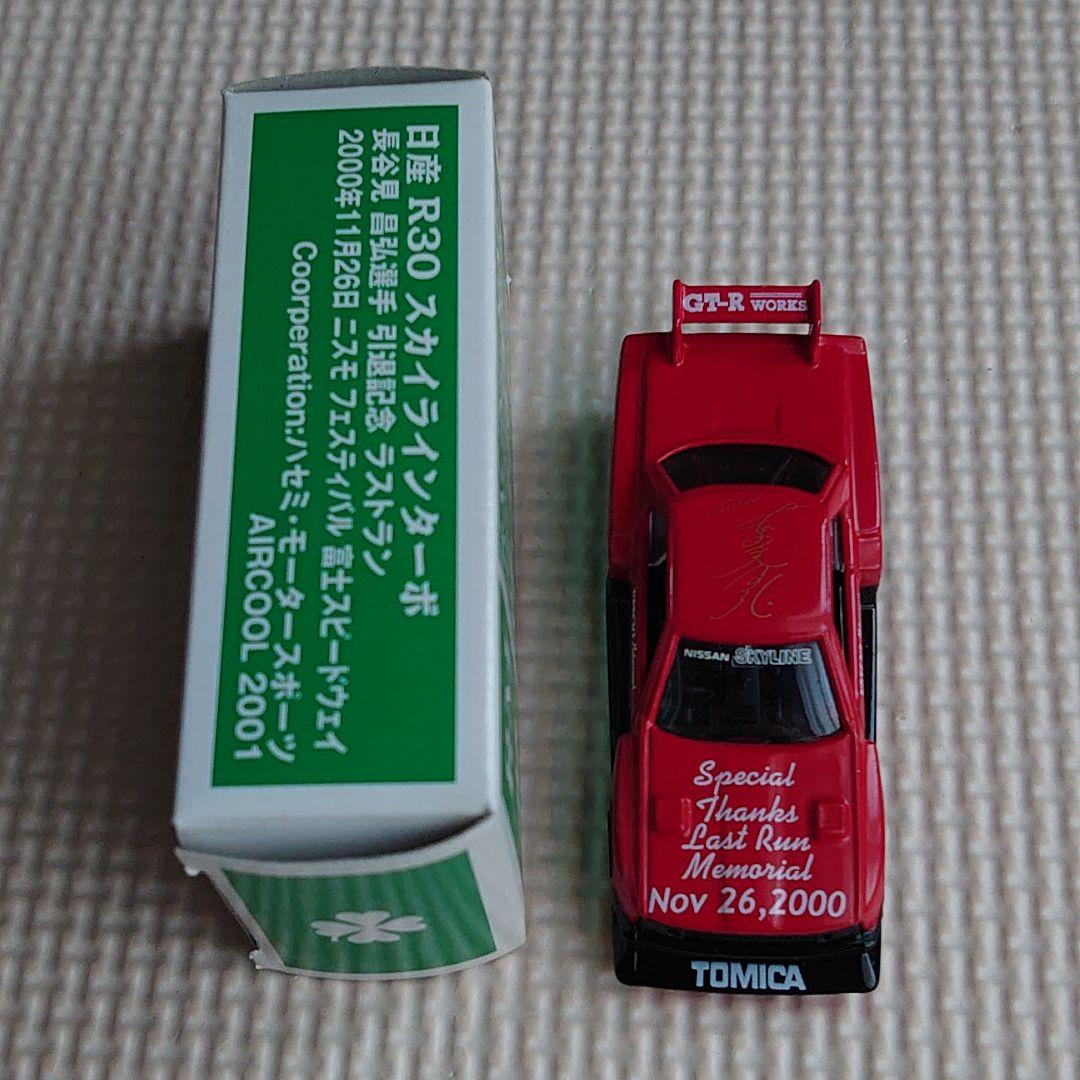 日産 R30 スカイラインターボ
長谷見 昌弘選手 引退記念 ラストラン
2000年11月26日 ニスモ フェスティバル 富士スピードウェイ
Coorperation:ハセミ・モータースポーツ
AIRCOOL 2001
GT-R WORKS
NISSAN SKYLINE
Special
Thanks
Last Run
Memorial
Nov 26,2000
TOMICA